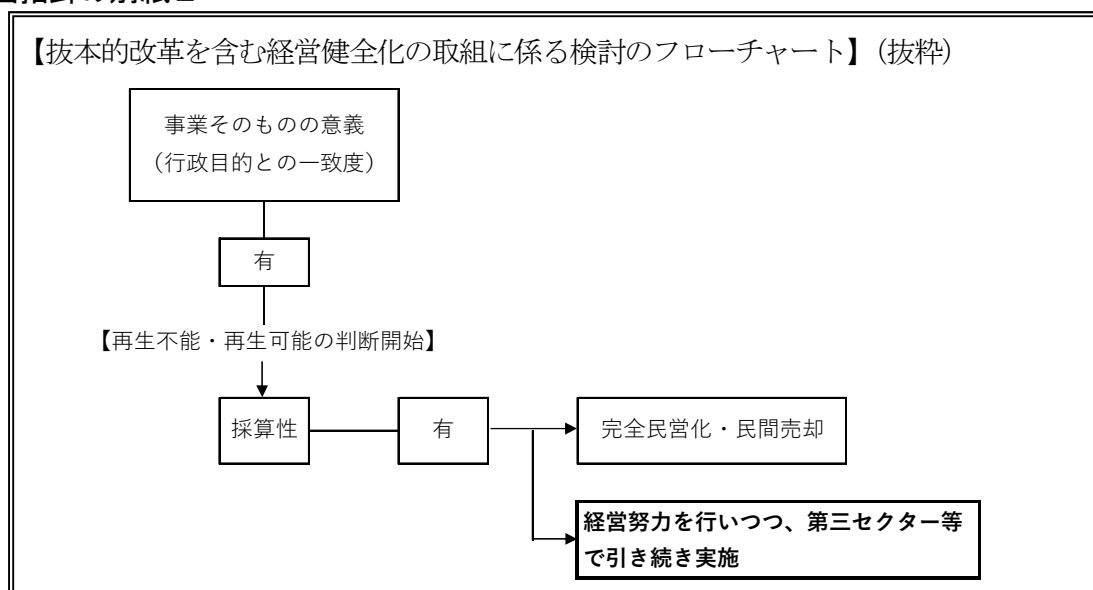 【抜本的改革を含む経営健全化の取組に係る検討のフローチャート】（抜粋）
事業そのものの意義
（行政目的との一致度）
有
【再生不能・再生可能の判断開始】
採算性
有
完全民営化・民間売却
経営努力を行いつつ、第三セクター等
で引き続き実施